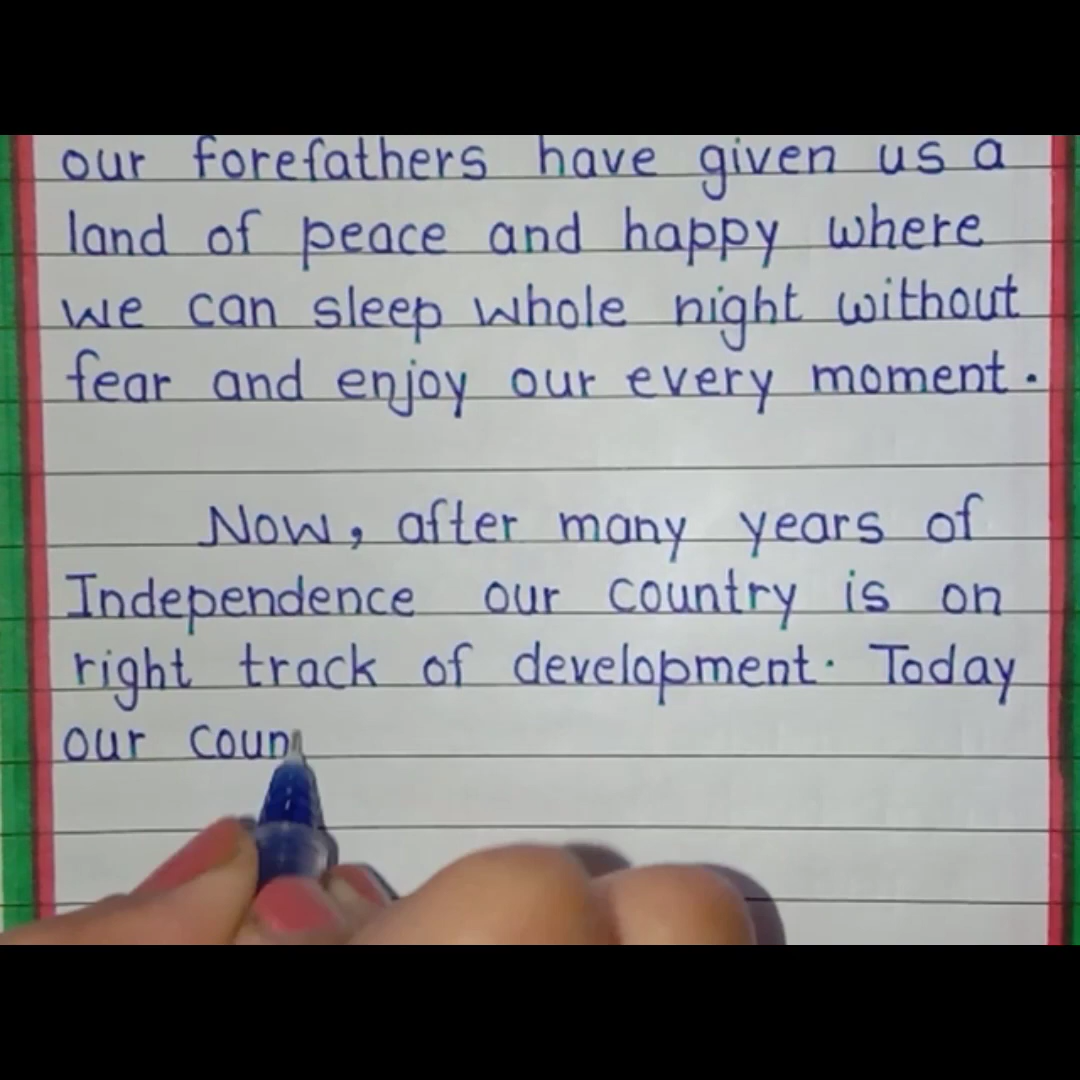 our forefathers have given us a
land of peace and happy where
we can sleep whole night without
fear and enjoy our every moment.
Now, after many years of
Independence our country is on
right track of development. Today
our coun